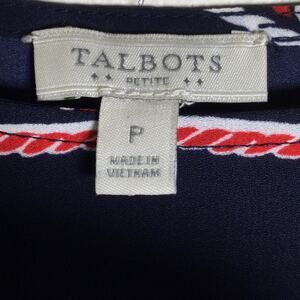 TALBOTS
PETITE
P
MADE IN
VIETNAM